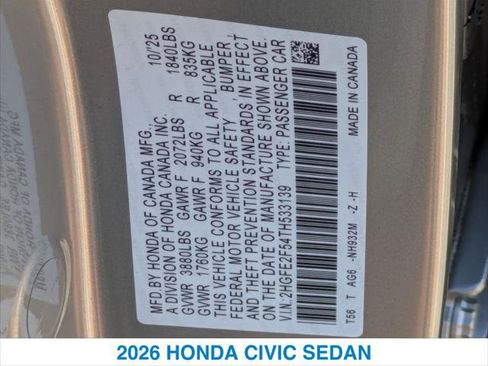 MFD.BY HONDA OF CANADA MFG., 10/'25
A DIVISION OF HONDA CANADA INC.
GVWR 3880LBS GAWR F 2072LBS R 1840LBS
GVWR 1760KG GAWR F 940KG R 835KG
THIS VEHICLE CONFORMS TO ALL APPLICABLE
FEDERAL MOTOR VEHICLE SAFETY, BUMPER,
AND THEFT PREVENTION STANDARDS IN EFFECT
ON THE DATE OF MANUFACTURE SHOWN ABOVE.
V.I.N.:2HGFE2F54TH533139 TYPE: PASSENGER CAR
T56 T AG6 -NH932M -Z -H MADE IN CANADA
2026 HONDA CIVIC SEDAN